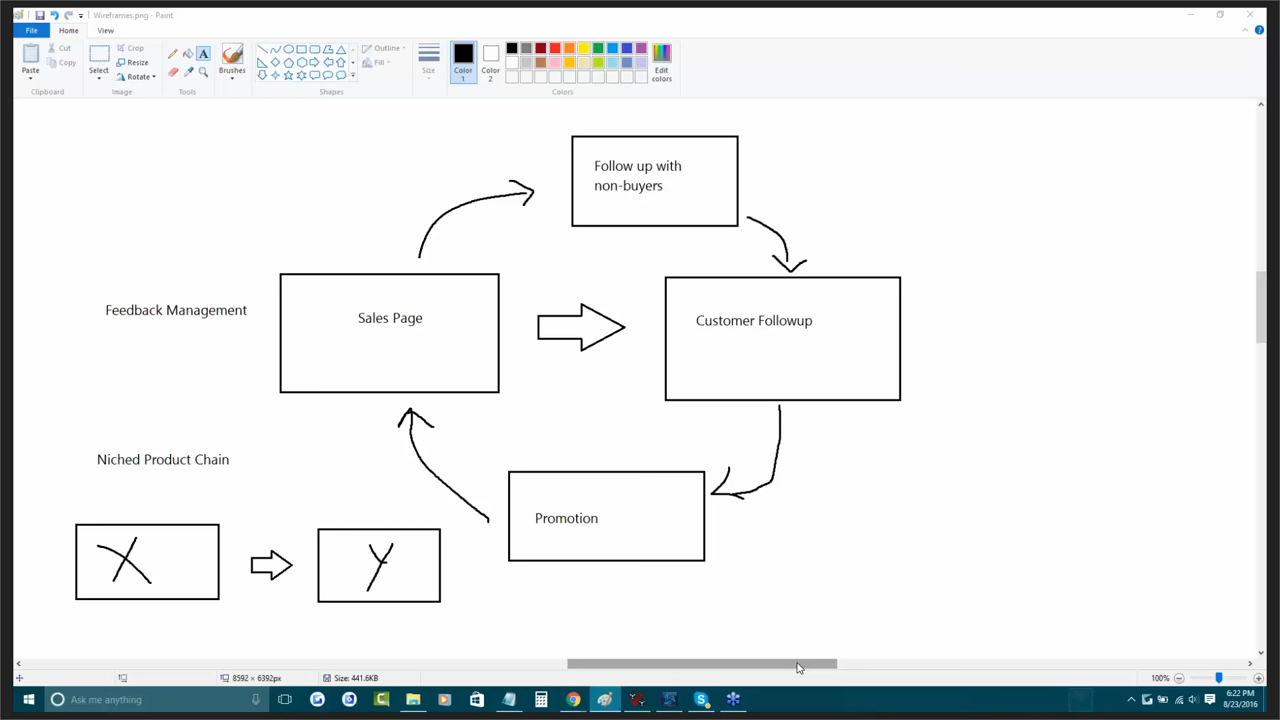 Wireframes.png - Paint
File
Home
View
Paste
Cut
Copy
Clipboard
Select
Crop
Resize
Rotate
Image
A
Tools
Brushes
Outline
Fill
Shapes
Size
Color
1
Color
2
Edit
colors
Colors
Follow up with
non-buyers
Feedback Management
Sales Page
Customer Followup
Niched Product Chain
Promotion
X
Y
8592 × 6392px
Size: 441.6KB
100%
Ask me anything
6:22 PM
8/23/2016